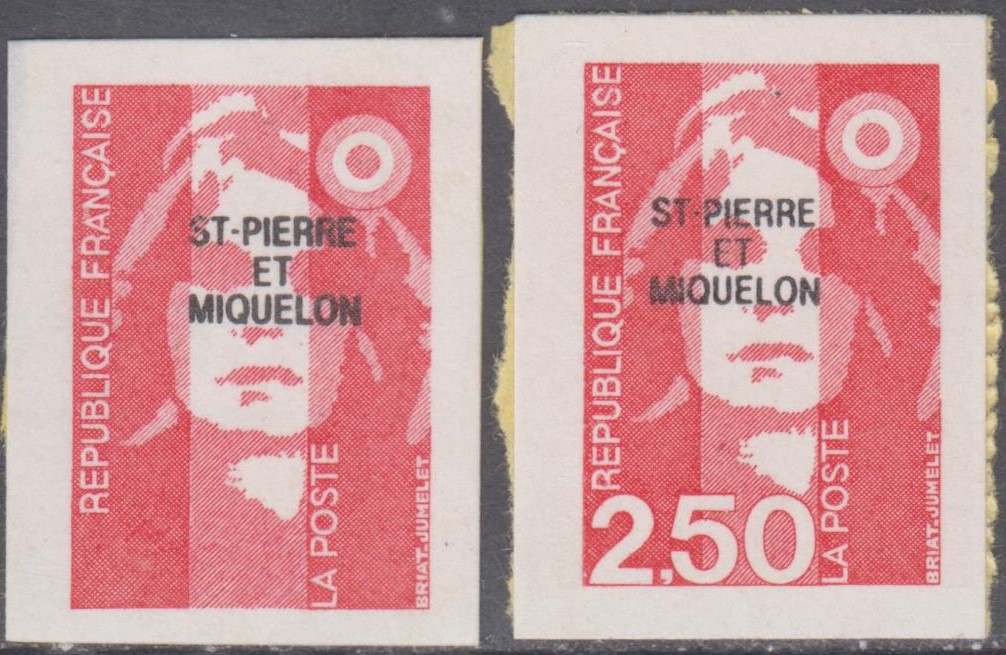 REPUBLIQUE FRANÇAISE
ST-PIERRE
ET
MIQUELON
LA POSTE
BRIAT.JUMELET
REPUBLIQUE FRANÇAISE
ST-PIERRE
ET
MIQUELON
2,50
LA POSTE
BRIAT.JUMELET